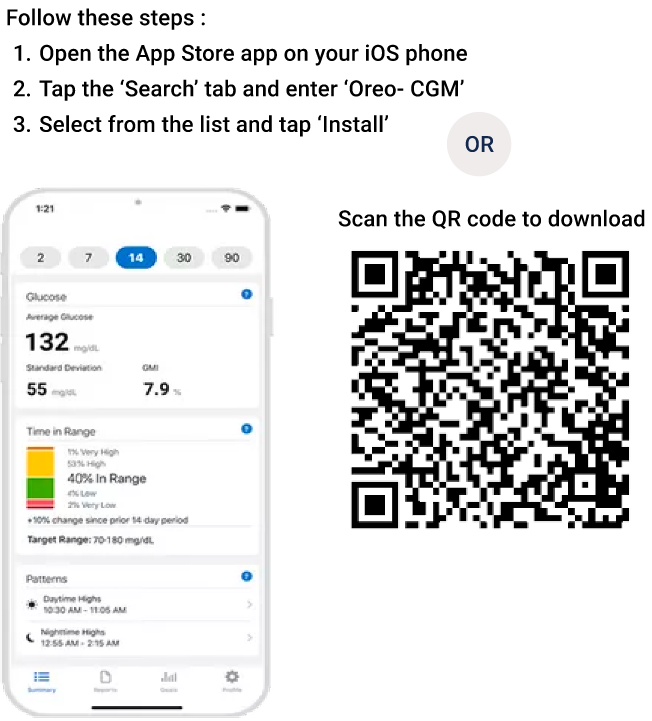 Follow these steps :
1. Open the App Store app on your iOS phone
2. Tap the ‘Search’ tab and enter ‘Oreo- CGM’
3. Select from the list and tap ‘Install’
OR
Scan the QR code to download
1:21
2 7 14 30 90
Glucose
Average Glucose
132 mg/dL
Standard Deviation GMI
55 mg/dL 7.9 %
Time in Range
1% Very High
53% High
40% In Range
4% Low
2% Very Low
+10% change since prior 14 day period
Target Range: 70-180 mg/dL
Patterns
Daytime Highs
10:30 AM - 11:05 AM
Nighttime Highs
12:55 AM - 2:15 AM
Summary Reports Goals Profile